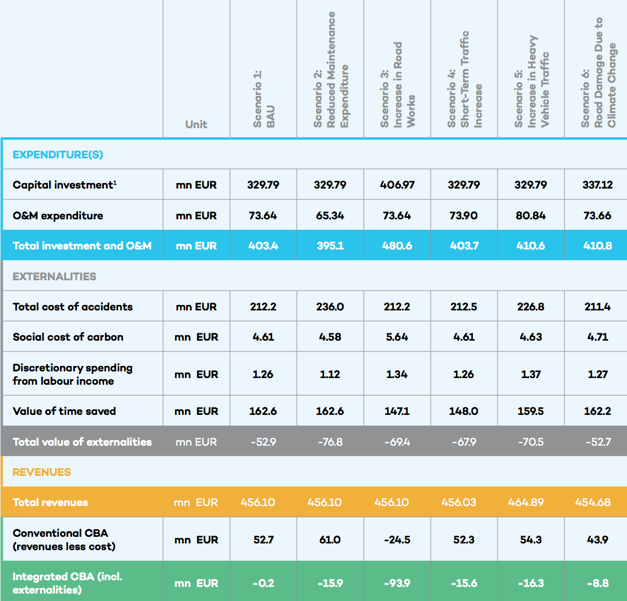 Unit
Scenario 1:
BAU
Scenario 2:
Reduced Maintenance
Expenditure
Scenario 3:
Increase in Road
Works
Scenario 4:
Short-Term Traffic
Increase
Scenario 5:
Increase in Heavy
Vehicle Traffic
Scenario 6:
Road Damage Due to
Climate Change
EXPENDITURE(S)
Capital investment¹ mn EUR 329.79 329.79 406.97 329.79 329.79 337.12
O&M expenditure mn EUR 73.64 65.34 73.64 73.90 80.84 73.66
Total investment and O&M mn EUR 403.4 395.1 480.6 403.7 410.6 410.8
EXTERNALITIES
Total cost of accidents mn EUR 212.2 236.0 212.2 212.5 226.8 211.4
Social cost of carbon mn EUR 4.61 4.58 5.64 4.61 4.63 4.71
Discretionary spending
from labour income mn EUR 1.26 1.12 1.34 1.26 1.37 1.27
Value of time saved mn EUR 162.6 162.6 147.1 148.0 159.5 162.2
Total value of externalities mn EUR -52.9 -76.8 -69.4 -67.9 -70.5 -52.7
REVENUES
Total revenues mn EUR 456.10 456.10 456.10 456.03 464.89 454.68
Conventional CBA
(revenues less cost) mn EUR 52.7 61.0 -24.5 52.3 54.3 43.9
Integrated CBA (incl.
externalities) mn EUR -0.2 -15.9 -93.9 -15.6 -16.3 -8.8